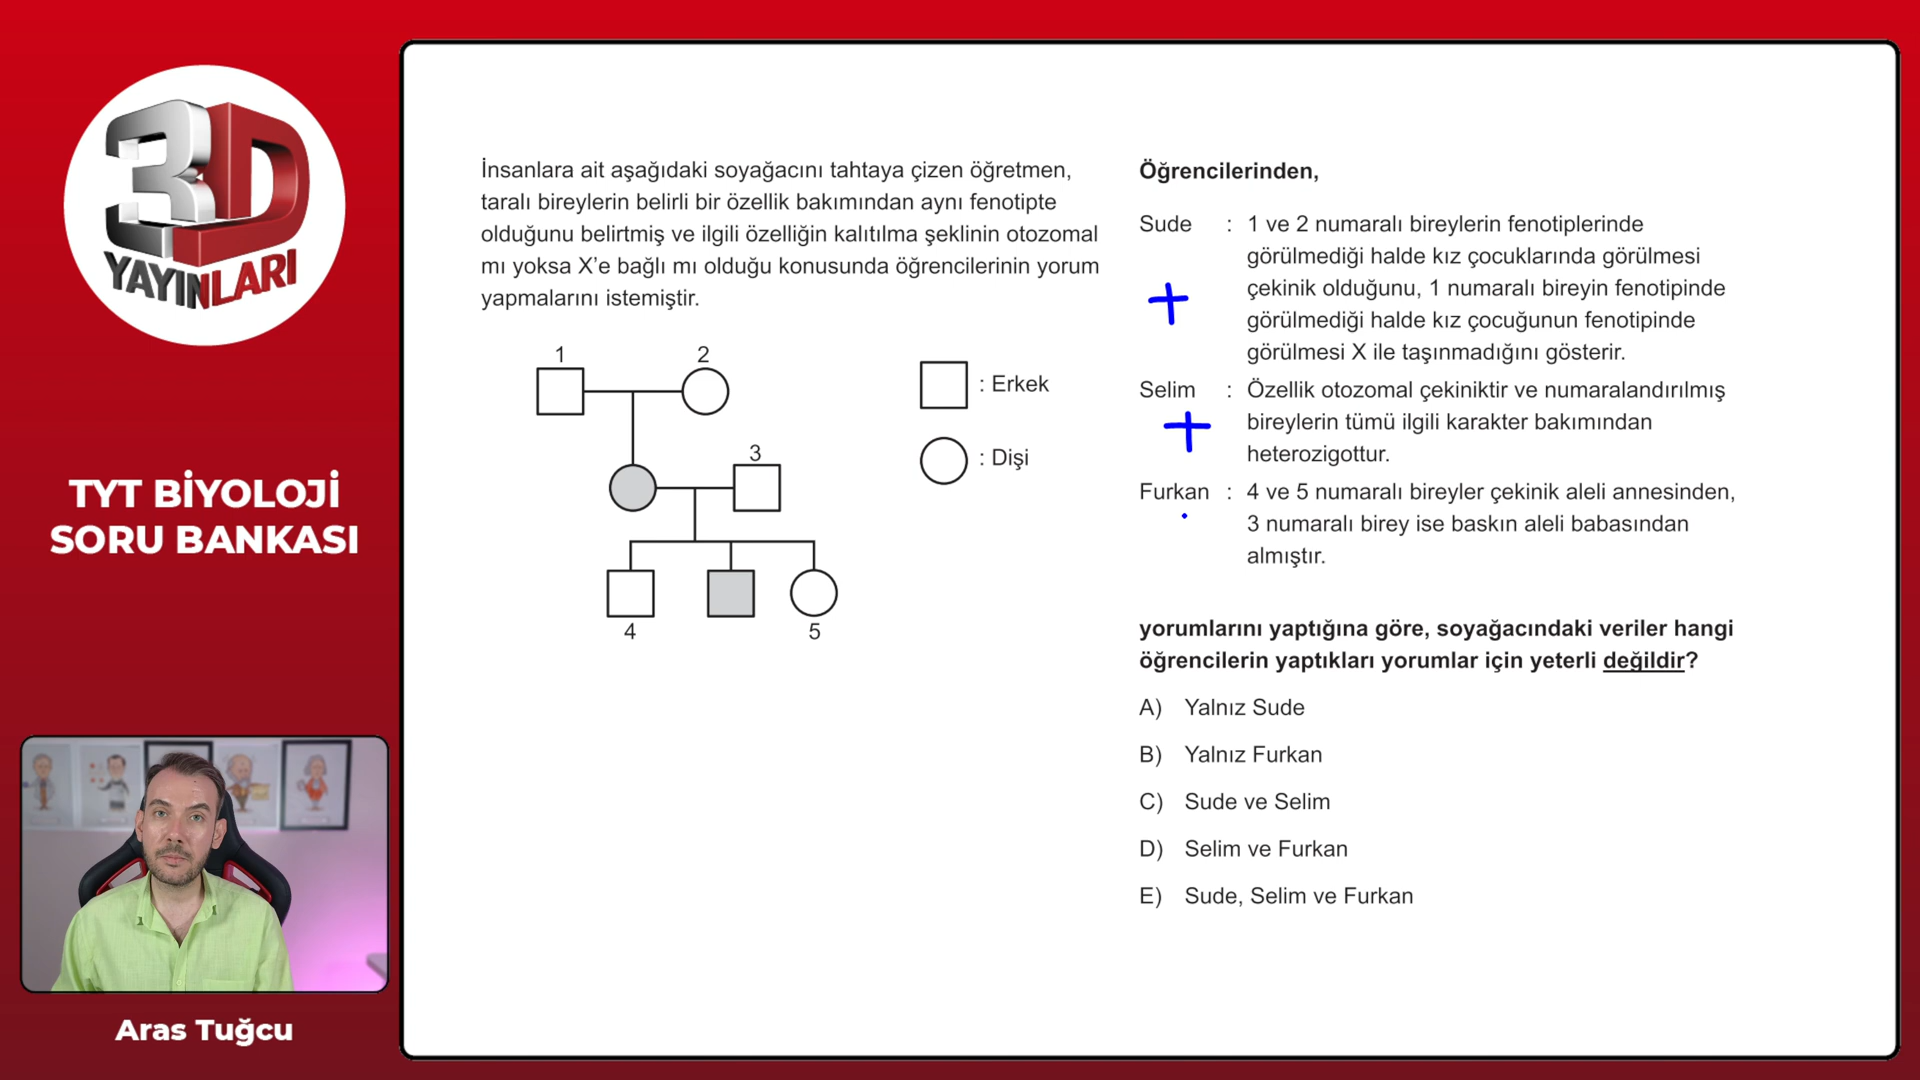 3D
YAYINLARI
TYT BİYOLOJİ
SORU BANKASI
Aras Tuğcu
İnsanlara ait aşağıdaki soyağacını tahtaya çizen öğretmen,
taralı bireylerin belirli bir özellik bakımından aynı fenotipte
olduğunu belirtmiş ve ilgili özelliğin kalıtılma şeklinin otozomal
mı yoksa X’e bağlı mı olduğu konusunda öğrencilerinin yorum
yapmalarını istemiştir.
1
2
3
4
5
: Erkek
: Dişi
Öğrencilerinden,
Sude : 1 ve 2 numaralı bireylerin fenotiplerinde
görülmediği halde kız çocuklarında görülmesi
çekinik olduğunu, 1 numaralı bireyin fenotipinde
görülmediği halde kız çocuğunun fenotipinde
görülmesi X ile taşınmadığını gösterir.
Selim : Özellik otozomal çekiniktir ve numaralandırılmış
bireylerin tümü ilgili karakter bakımından
heterozigottur.
Furkan : 4 ve 5 numaralı bireyler çekinik aleli annesinden,
3 numaralı birey ise baskın aleli babasından
almıştır.
yorumlarını yaptığına göre, soyağacındaki veriler hangi
öğrencilerin yaptıkları yorumlar için yeterli değildir?
A) Yalnız Sude
B) Yalnız Furkan
C) Sude ve Selim
D) Selim ve Furkan
E) Sude, Selim ve Furkan